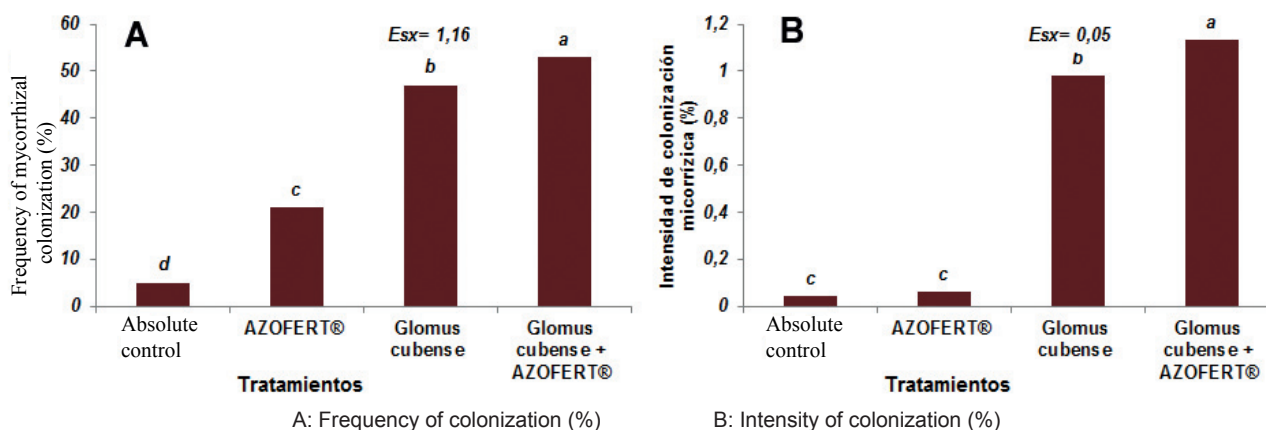 A
Esx= 1,16
Frequency of mycorrhizal
colonization (%)
60
50
40
30
20
10
0
d
c
b
a
Absolute
control
AZOFERT®
Glomus
cubense
Glomus
cubense +
AZOFERT®
Tratamientos
B
Esx= 0,05
Intensidad de colonización
micorrízica (%)
1,2
1
0,8
0,6
0,4
0,2
0
c
c
b
a
Absolute
control
AZOFERT®
Glomus
cubense
Glomus
cubense +
AZOFERT®
Tratamientos
A: Frequency of colonization (%)
B: Intensity of colonization (%)